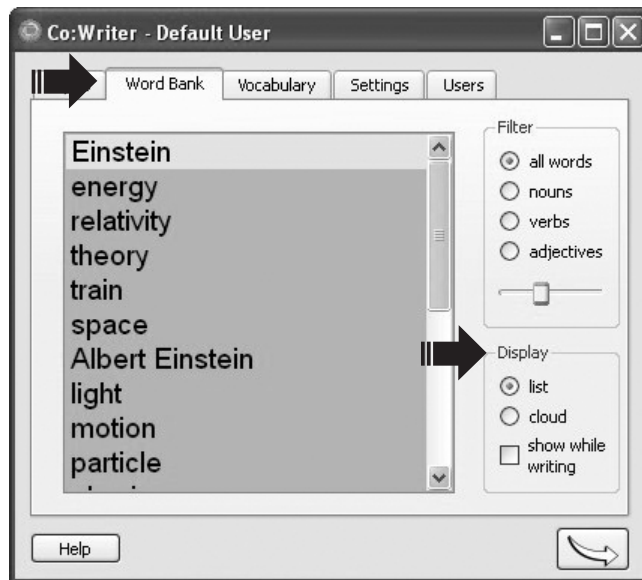 Co:Writer - Default User
Word Bank
Vocabulary
Settings
Users
Einstein
energy
relativity
theory
train
space
Albert Einstein
light
motion
particle
Filter
all words
nouns
verbs
adjectives
Display
list
cloud
show while
writing
Help